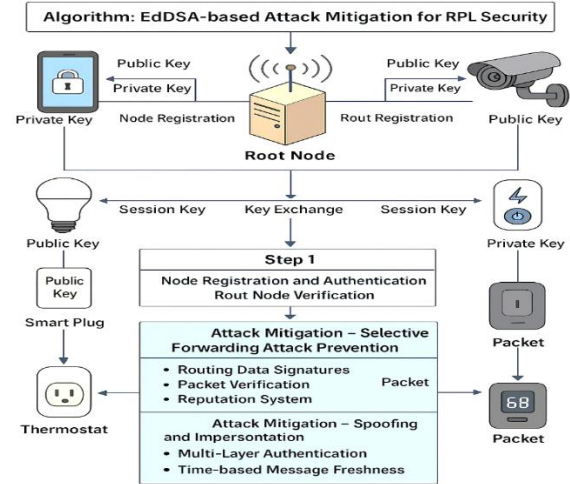 Algorithm: EdDSA-based Attack Mitigation for RPL Security
Public Key
Private Key
Public Key
Private Key
Private Key
Node Registration
Rout Registration
Public Key
Root Node
Session Key
Key Exchange
Session Key
Public Key
Private Key
Step 1
Node Registration and Authentication
Rout Node Verification
Public
Key
Smart Plug
Packet
Attack Mitigation – Selective
Forwarding Attack Prevention
• Routing Data Signatures
• Packet Verification
• Reputation System
Packet
68
Thermostat
Packet
Attack Mitigation – Spoofing
and Impersontation
• Multi-Layer Authentication
• Time-based Message Freshness